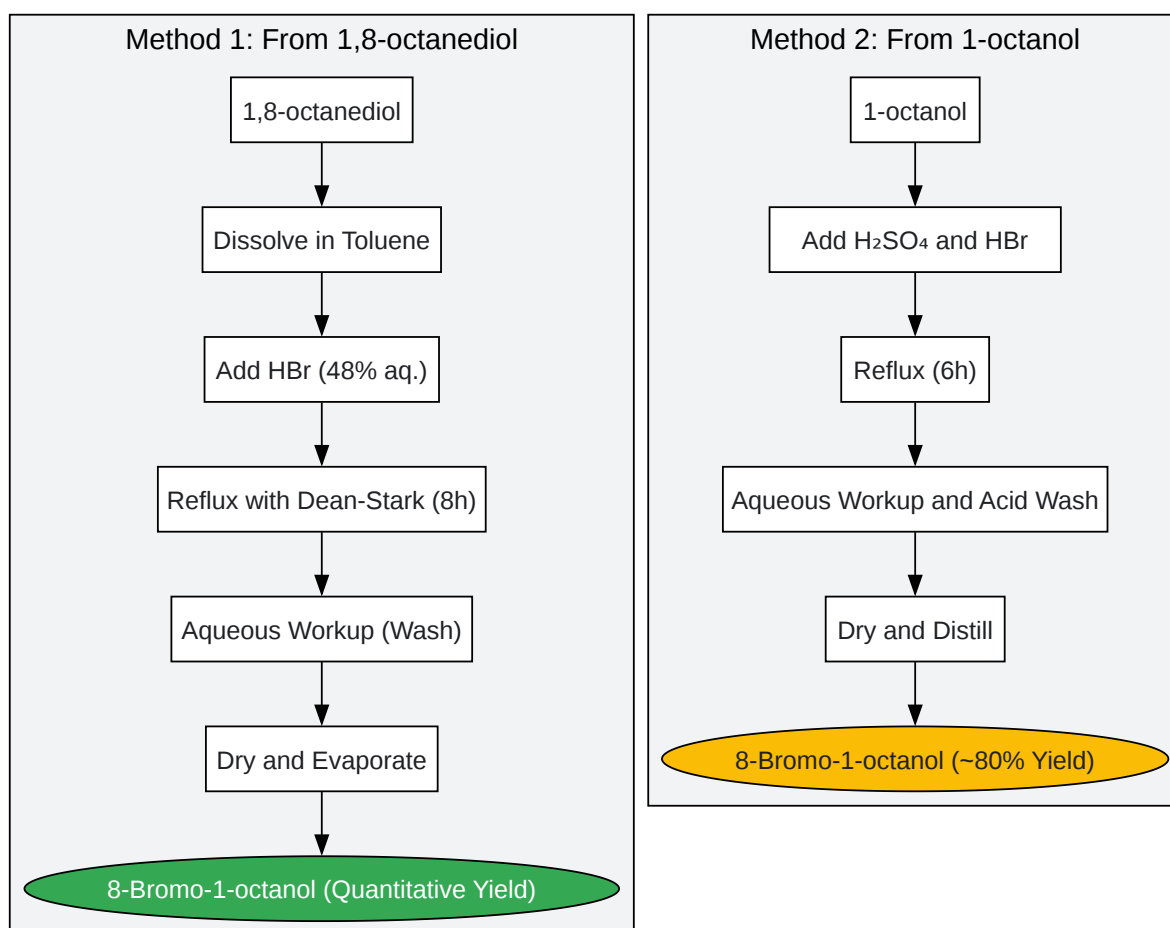 Method 1: From 1,8-octanediol
1,8-octanediol
Dissolve in Toluene
Add HBr (48% aq.)
Reflux with Dean-Stark (8h)
Aqueous Workup (Wash)
Dry and Evaporate
8-Bromo-1-octanol (Quantitative Yield)
Method 2: From 1-octanol
1-octanol
Add H₂SO₄ and HBr
Reflux (6h)
Aqueous Workup and Acid Wash
Dry and Distill
8-Bromo-1-octanol (~80% Yield)